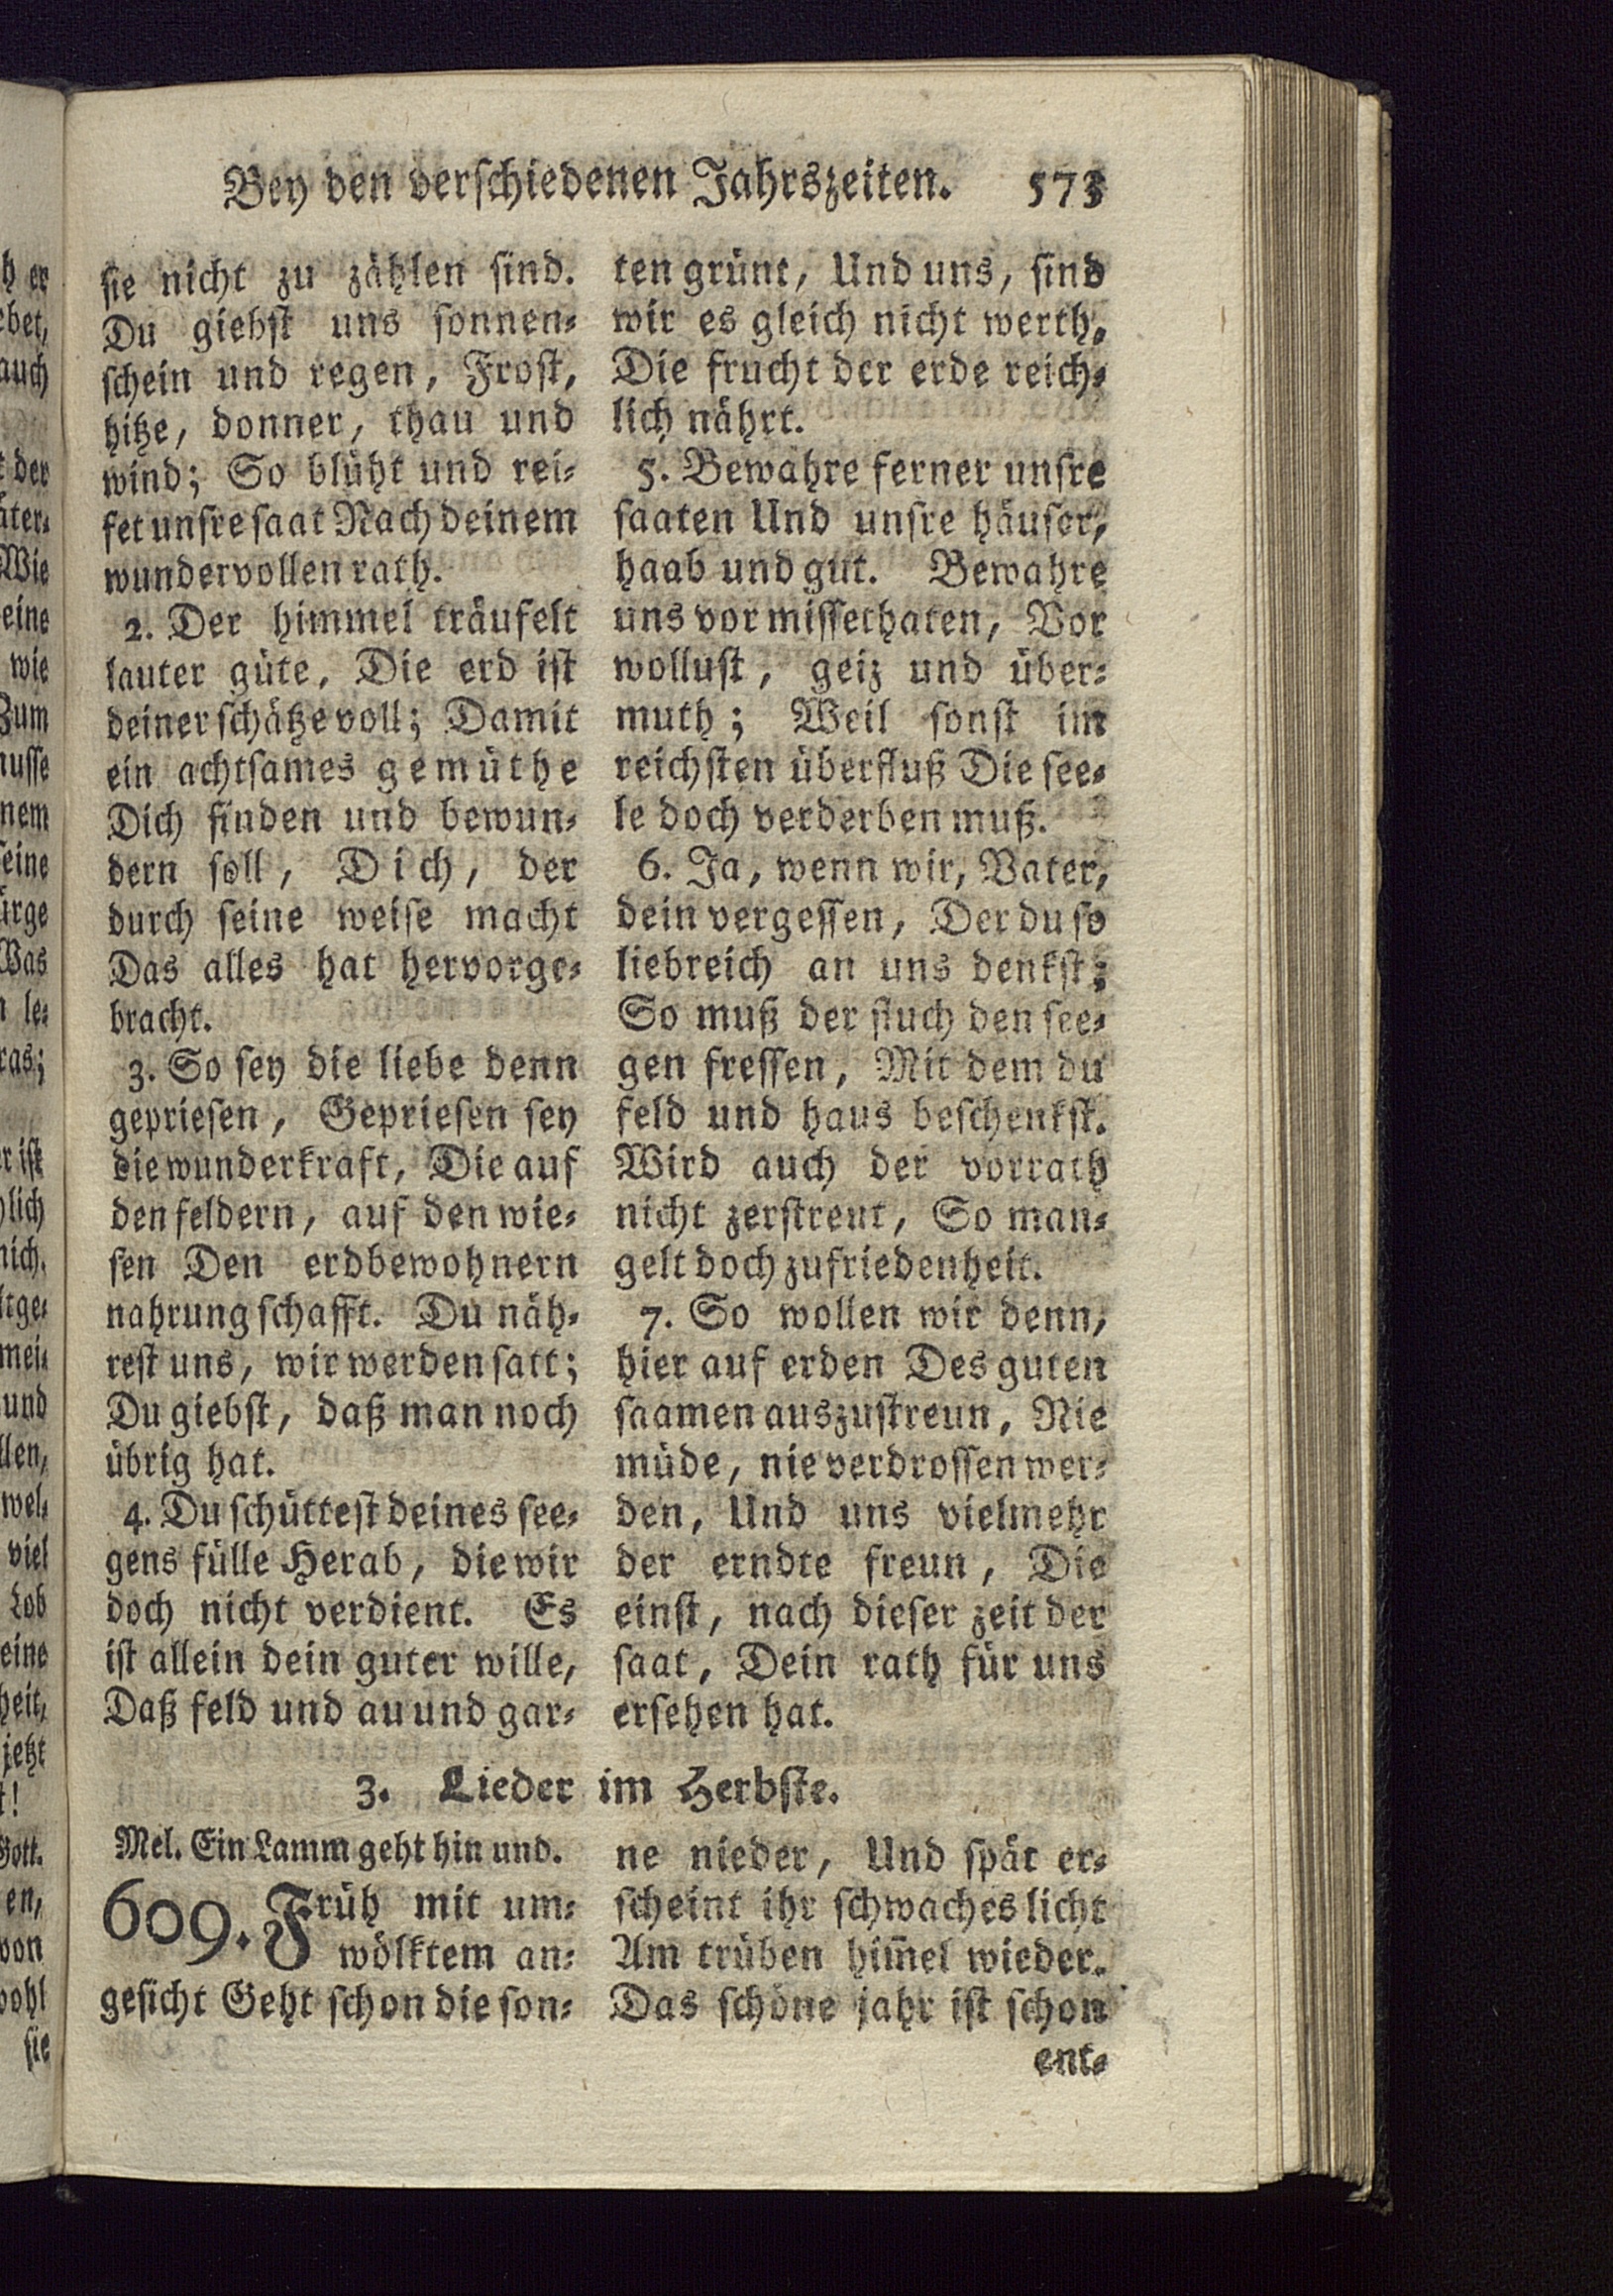 Bey den verschiedenen Jahrszeiten. 573
sie nicht zu zählen sind.
Du giebst uns sonnen-
schein und regen, Frost,
hitze, donner, thau und
wind; So blüht und rei-
fet unsre saat Nach deinem
wundervollen rath.
2. Der himmel träufelt
lauter güte, Die erd ist
deiner schätze voll; Damit
ein achtsames gemüthe
Dich finden und bewun-
dern soll, Dich, der
durch seine weise macht
Das alles hat hervorge-
bracht.
3. So sey die liebe denn
gepriesen, Gepriesen sey
die wunderkraft, Die auf
den feldern, auf den wie-
sen Den erdbewohnern
nahrung schafft. Du näh-
rest uns, wir werden satt;
Du giebst, daß man noch
übrig hat.
4. Du schüttest deines see-
gens fülle Herab, die wir
doch nicht verdient. Es
ist allein dein guter wille,
Daß feld und au und gar-
ten grünt, Und uns, sind
wir es gleich nicht werth,
Die frucht der erde reich-
lich nährt.
5. Bewahre ferner unsre
saaten Und unsre häuser,
haab und gut. Bewahre
uns vor missethaten, Vor
wollust, geiz und über-
muth; Weil sonst im
reichsten überfluß Die see-
le doch verderben muß.
6. Ja, wenn wir, Vater,
dein vergessen, Der du so
liebreich an uns denkst;
So muß der fluch den see-
gen fressen, Mit dem du
feld und haus beschenkst.
Wird auch der vorrath
nicht zerstreut, So man-
gelt doch zufriedenheit.
7. So wollen wir denn,
hier auf erden Des guten
saamen auszustreun, Nie
müde, nie verdrossen wer-
den, Und uns vielmehr
der erndte freun, Die
einst, nach dieser zeit der
saat, Dein rath für uns
ersehen hat.
3. Lieder im Herbste.
Mel. Ein Lamm geht hin und.
609. Früh mit um-
wölktem an-
gesicht Geht schon die son-
ne nieder, Und spät er-
scheint ihr schwaches licht
Am trüben him̅el wieder.
Das schöne jahr ist schon
ent-